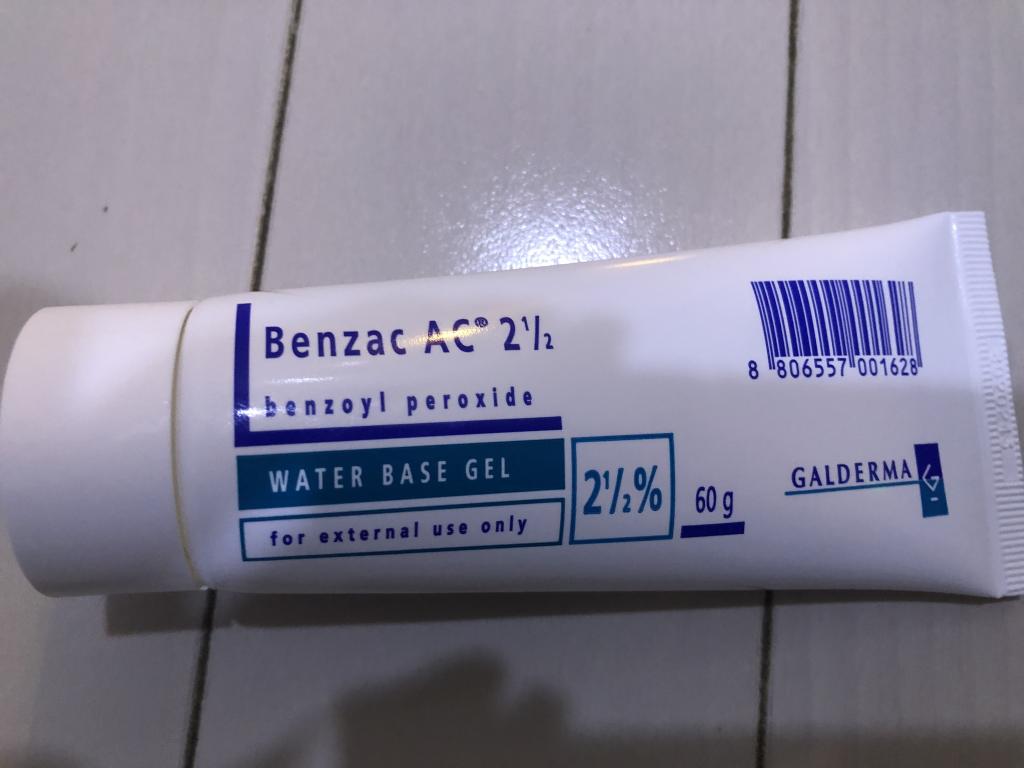 Benzac AC® 2½
benzoyl peroxide
WATER BASE GEL
for external use only
2½%
60 g
8 806557 001628
GALDERMA